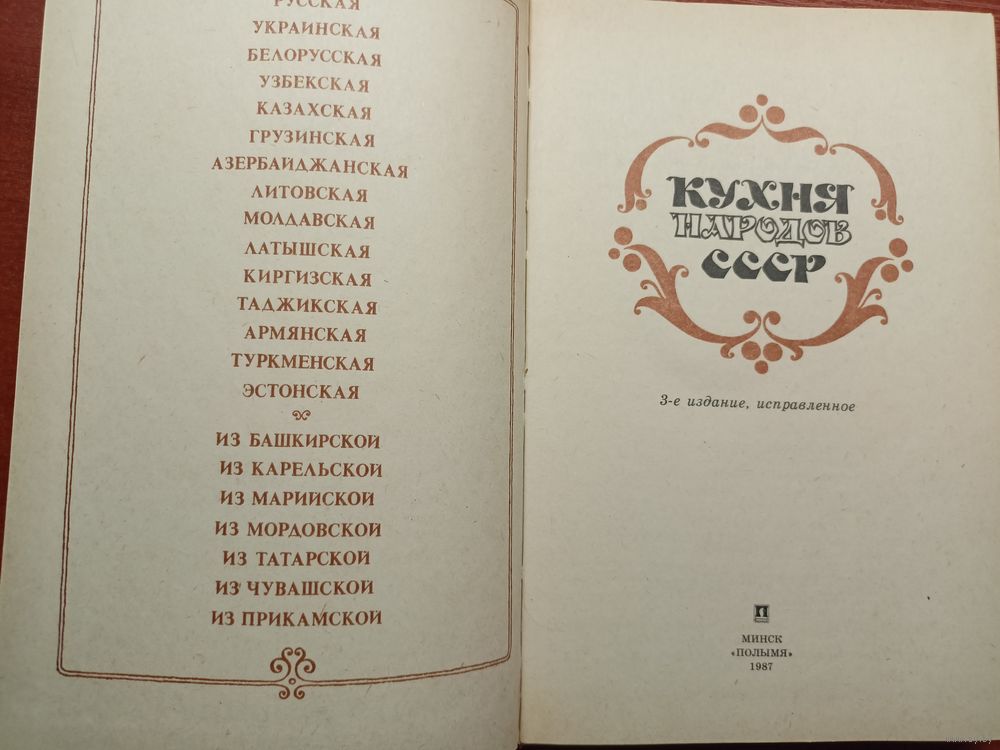 РУССКАЯ
УКРАИНСКАЯ
БЕЛОРУССКАЯ
УЗБЕКСКАЯ
КАЗАХСКАЯ
ГРУЗИНСКАЯ
АЗЕРБАЙДЖАНСКАЯ
ЛИТОВСКАЯ
МОЛДАВСКАЯ
ЛАТЫШСКАЯ
КИРГИЗСКАЯ
ТАДЖИКСКАЯ
АРМЯНСКАЯ
ТУРКМЕНСКАЯ
ЭСТОНСКАЯ
ИЗ БАШКИРСКОЙ
ИЗ КАРЕЛЬСКОЙ
ИЗ МАРИЙСКОЙ
ИЗ МОРДОВСКОЙ
ИЗ ТАТАРСКОЙ
ИЗ ЧУВАШСКОЙ
ИЗ ПРИКАМСКОЙ
КУХНЯ
НАРОДОВ
СССР
3-е издание, исправленное
МИНСК
«ПОЛЫМЯ»
1987